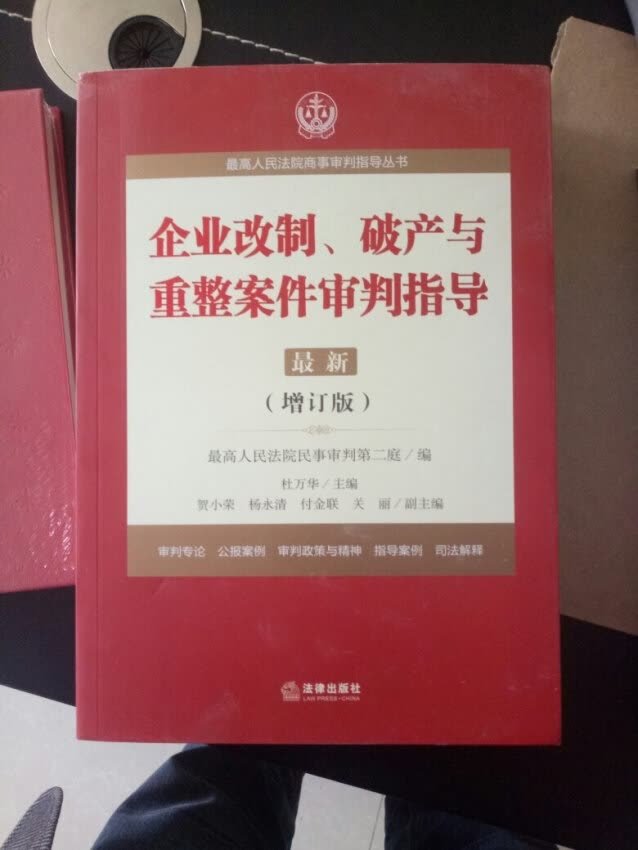 最高人民法院商事审判指导丛书
企业改制、破产与
重整案件审判指导
最新
（增订版）
最高人民法院民事审判第二庭/编
杜万华/主编
贺小荣 杨永清 付金联 关 丽/副主编
审判专论 公报案例 审判政策与精神 指导案例 司法解释
法律出版社
LAW PRESS·CHINA